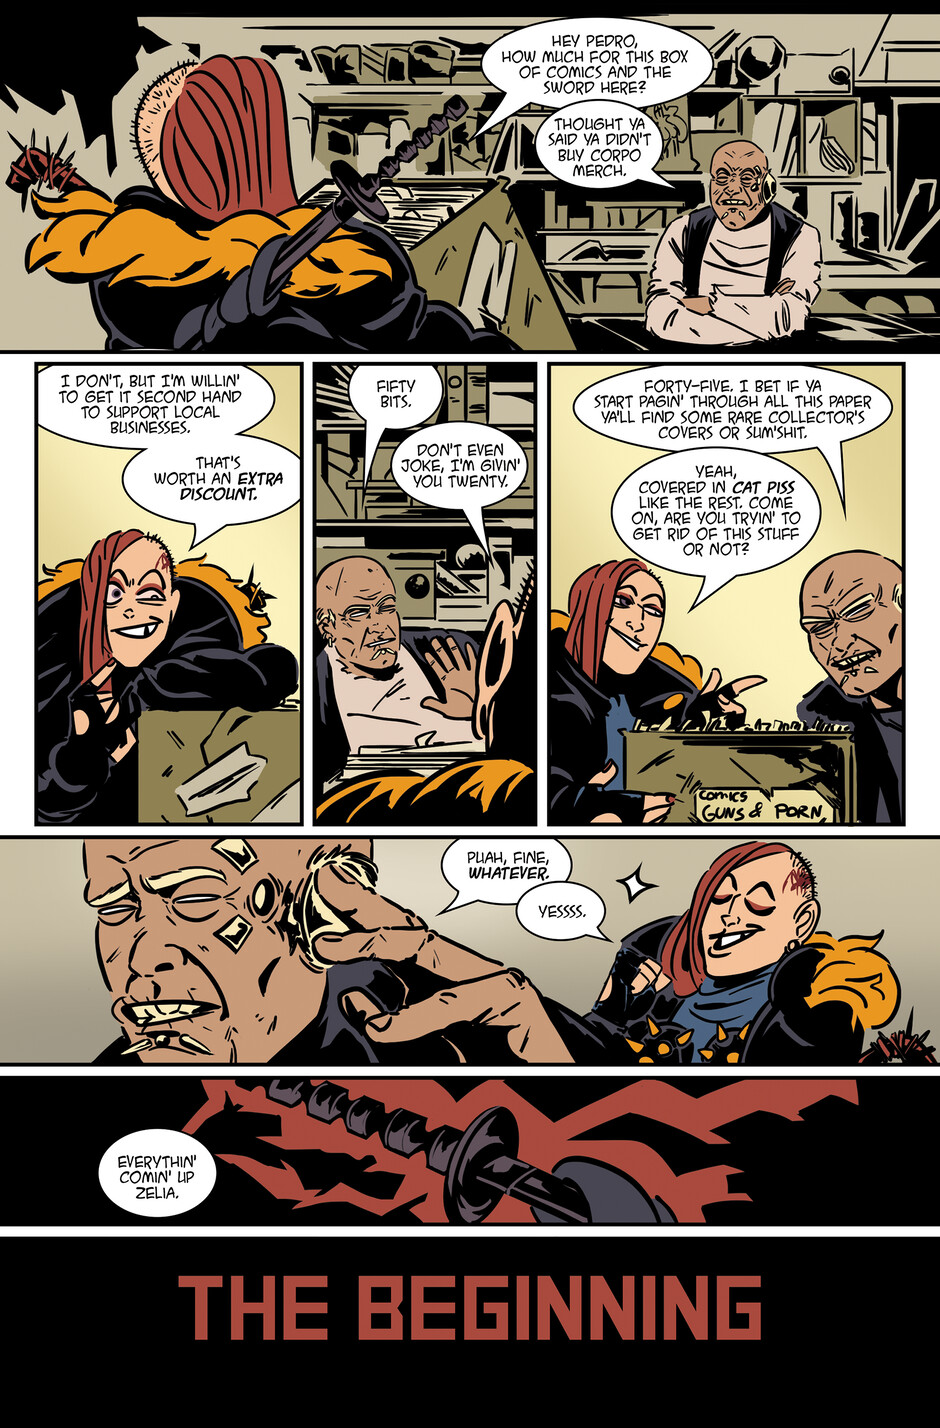 HEY PEDRO,
HOW MUCH FOR THIS BOX
OF COMICS AND THE
SWORD HERE?
THOUGHT YA
SAID YA DIDN'T
BUY CORPO
MERCH.
I DON'T, BUT I'M WILLIN'
TO GET IT SECOND HAND
TO SUPPORT LOCAL
BUSINESSES.
THAT'S
WORTH AN EXTRA
DISCOUNT.
FIFTY
BITS.
DON'T EVEN
JOKE, I'M GIVIN'
YOU TWENTY.
FORTY-FIVE. I BET IF YA
START PAGIN' THROUGH ALL THIS PAPER
YA'LL FIND SOME RARE COLLECTOR'S
COVERS OR SUM'SHIT.
YEAH,
COVERED IN CAT PISS
LIKE THE REST. COME
ON, ARE YOU TRYIN' TO
GET RID OF THIS STUFF
OR NOT?
COMICS
GUNS & PORN
PUAH, FINE,
WHATEVER.
YESSSS.
EVERYTHIN'
COMIN' UP
ZELIA.
THE BEGINNING